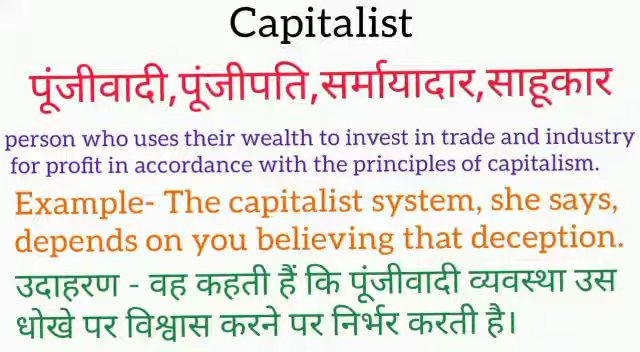 Capitalist
पूंजीवादी,पूंजीपति,सर्मायादार,साहूकार
person who uses their wealth to invest in trade and industry
for profit in accordance with the principles of capitalism.
Example- The capitalist system, she says,
depends on you believing that deception.
उदाहरण - वह कहती हैं कि पूंजीवादी व्यवस्था उस
धोखे पर विश्वास करने पर निर्भर करती है।